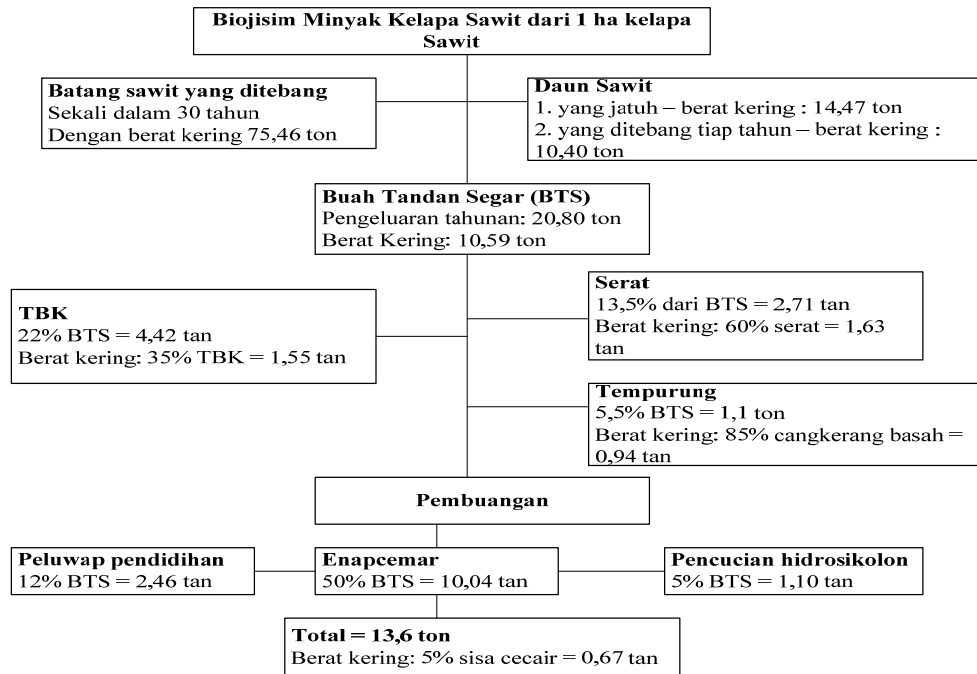 Biojisim Minyak Kelapa Sawit dari 1 ha kelapa
Sawit
Batang sawit yang ditebang
Sekali dalam 30 tahun
Dengan berat kering 75,46 ton
Daun Sawit
1. yang jatuh – berat kering : 14,47 ton
2. yang ditebang tiap tahun – berat kering :
10,40 ton
Buah Tandan Segar (BTS)
Pengeluaran tahunan: 20,80 ton
Berat Kering: 10,59 ton
TBK
22% BTS = 4,42 tan
Berat kering: 35% TBK = 1,55 tan
Serat
13,5% dari BTS = 2,71 tan
Berat kering: 60% serat = 1,63
tan
Tempurung
5,5% BTS = 1,1 ton
Berat kering: 85% cangkerang basah =
0,94 tan
Pembuangan
Peluwap pendidihan
12% BTS = 2,46 tan
Enapcemar
50% BTS = 10,04 tan
Pencucian hidrosikolon
5% BTS = 1,10 tan
Total = 13,6 ton
Berat kering: 5% sisa cecair = 0,67 tan